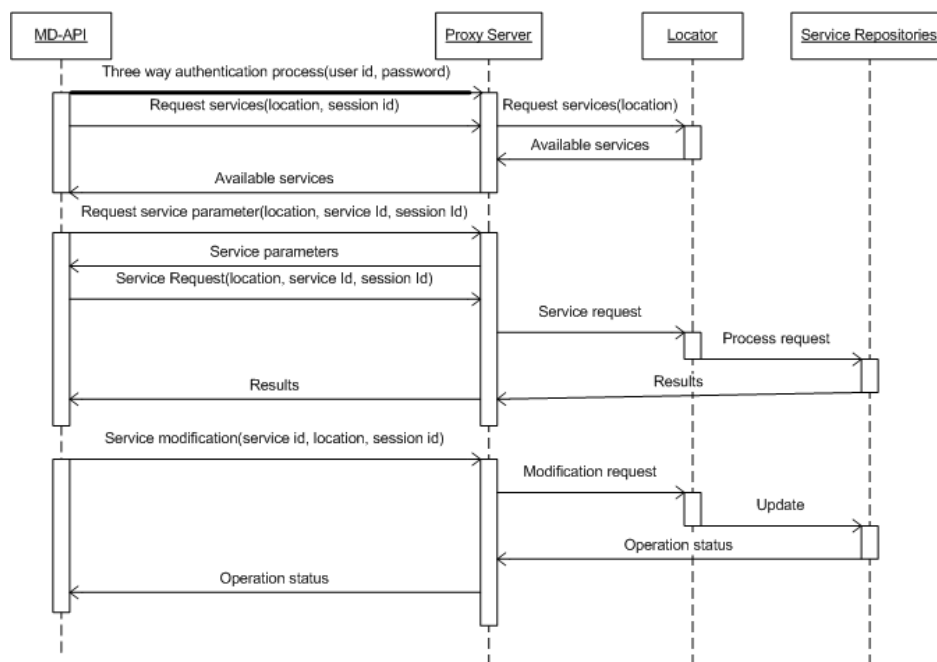 MD-API
Proxy Server
Locator
Service Repositories
Three way authentication process(user id, password)
Request services(location, session id)
Request services(location)
Available services
Available services
Request service parameter(location, service Id, session Id)
Service parameters
Service Request(location, service Id, session Id)
Service request
Process request
Results
Results
Service modification(service id, location, session id)
Modification request
Update
Operation status
Operation status